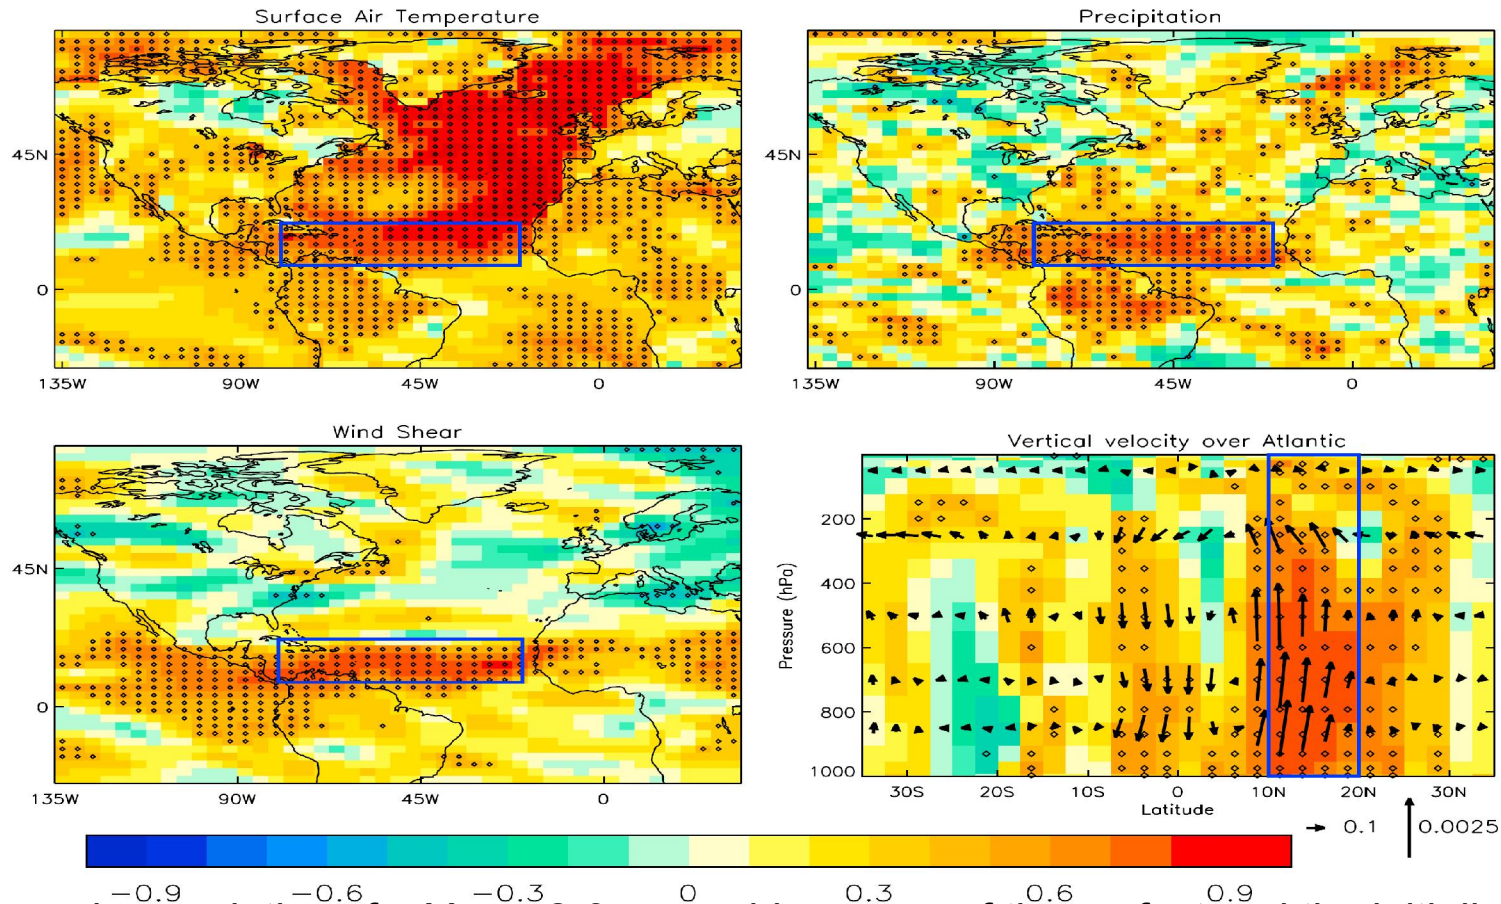 Surface Air Temperature
45N
0
135W 90W 45W 0
Precipitation
45N
0
135W 90W 45W 0
Wind Shear
45N
0
135W 90W 45W 0
Vertical velocity over Atlantic
Pressure (hPa)
200
400
600
800
1000
30S 20S 10S 0 10N 20N 30N
Latitude
0.1 0.0025
−0.9 −0.6 −0.3 0 0.3 0.6 0.9